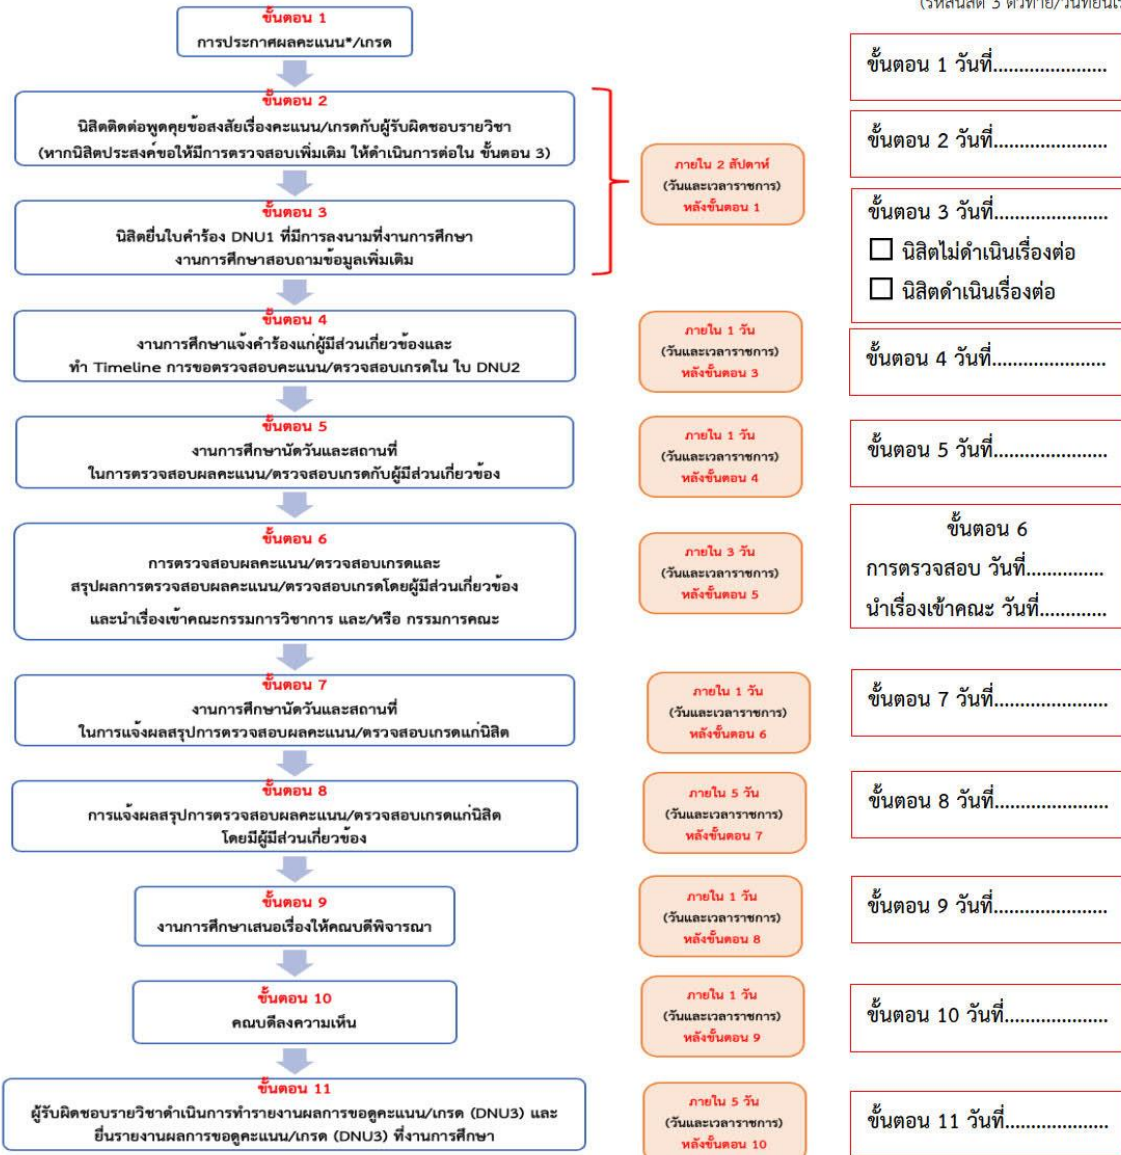 ขั้นตอน 1
การประกาศผลคะแนน*/เกรด
ขั้นตอน 2
นิสิตติดต่อพูดคุยข้อสงสัยเรื่องคะแนน/เกรดกับผู้รับผิดชอบรายวิชา
(หากนิสิตประสงค์ขอให้มีการตรวจสอบเพิ่มเติม ให้ดำเนินการต่อใน ขั้นตอน 3)
ขั้นตอน 3
นิสิตยื่นใบคำร้อง DNU1 ที่มีการลงนามที่งานการศึกษา
งานการศึกษาสอบถามข้อมูลเพิ่มเติม
ภายใน 2 สัปดาห์
(วันและเวลาราชการ)
หลังขั้นตอน 1
ขั้นตอน 4
งานการศึกษาแจ้งคำร้องแก่ผู้มีส่วนเกี่ยวข้องและ
ทำ Timeline การขอตรวจสอบคะแนน/ตรวจสอบเกรดใน ใบ DNU2
ภายใน 1 วัน
(วันและเวลาราชการ)
หลังขั้นตอน 3
ขั้นตอน 5
งานการศึกษานัดวันและสถานที่
ในการตรวจสอบผลคะแนน/ตรวจสอบเกรดกับผู้มีส่วนเกี่ยวข้อง
ภายใน 1 วัน
(วันและเวลาราชการ)
หลังขั้นตอน 4
ขั้นตอน 6
การตรวจสอบผลคะแนน/ตรวจสอบเกรดและ
สรุปผลการตรวจสอบผลคะแนน/ตรวจสอบเกรดโดยผู้มีส่วนเกี่ยวข้อง
และนำเรื่องเข้าคณะกรรมการวิชาการ และ/หรือ กรรมการคณะ
ภายใน 3 วัน
(วันและเวลาราชการ)
หลังขั้นตอน 5
ขั้นตอน 7
งานการศึกษานัดวันและสถานที่
ในการแจ้งผลสรุปการตรวจสอบผลคะแนน/ตรวจสอบเกรดแก่นิสิต
ภายใน 1 วัน
(วันและเวลาราชการ)
หลังขั้นตอน 6
ขั้นตอน 8
การแจ้งผลสรุปการตรวจสอบผลคะแนน/ตรวจสอบเกรดแก่นิสิต
โดยมีผู้มีส่วนเกี่ยวข้อง
ภายใน 5 วัน
(วันและเวลาราชการ)
หลังขั้นตอน 7
ขั้นตอน 9
งานการศึกษาเสนอเรื่องให้คณบดีพิจารณา
ภายใน 1 วัน
(วันและเวลาราชการ)
หลังขั้นตอน 8
ขั้นตอน 10
คณบดีลงความเห็น
ภายใน 1 วัน
(วันและเวลาราชการ)
หลังขั้นตอน 9
ขั้นตอน 11
ผู้รับผิดชอบรายวิชาดำเนินการทำรายงานผลการขอดูคะแนน/เกรด (DNU3) และ
ยื่นรายงานผลการขอดูคะแนน/เกรด (DNU3) ที่งานการศึกษา
ภายใน 5 วัน
(วันและเวลาราชการ)
หลังขั้นตอน 10
ขั้นตอน 1 วันที่......................
ขั้นตอน 2 วันที่......................
ขั้นตอน 3 วันที่......................
นิสิตไม่ดำเนินเรื่องต่อ
นิสิตดำเนินเรื่องต่อ
ขั้นตอน 4 วันที่......................
ขั้นตอน 5 วันที่......................
ขั้นตอน 6
การตรวจสอบ วันที่...............
นำเรื่องเข้าคณะ วันที่.............
ขั้นตอน 7 วันที่......................
ขั้นตอน 8 วันที่......................
ขั้นตอน 9 วันที่......................
ขั้นตอน 10 วันที่....................
ขั้นตอน 11 วันที่....................